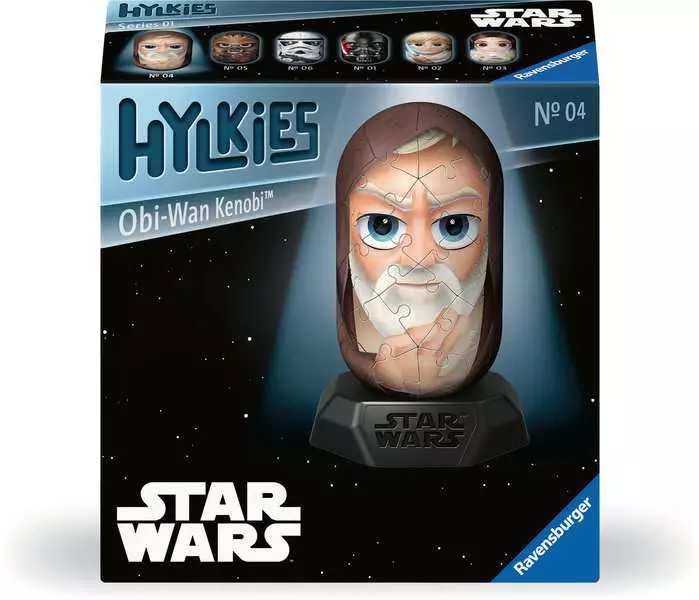 HYLKIES
Series 01
STAR WARS
Ravensburger
Nº 04
Nº 05
Nº 06
Nº 01
Nº 02
Nº 03
HYLKIES
Nº 04
Obi-Wan Kenobi™
STAR
WARS
STAR
WARS
Ravensburger